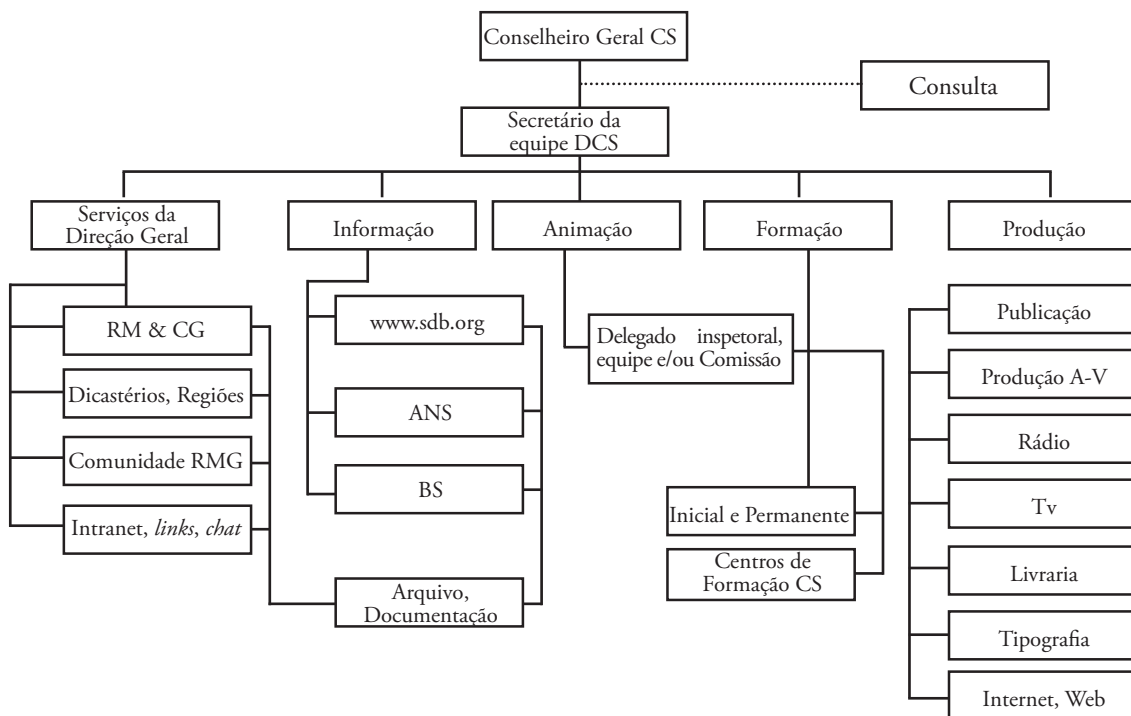 Conselheiro Geral CS
Consulta
Secretário da
equipe DCS
Serviços da
Direção Geral
Informação
Animação
Formação
Produção
RM & CG
Dicastérios, Regiões
Comunidade RMG
Intranet, links, chat
www.sdb.org
ANS
BS
Arquivo,
Documentação
Delegado inspetoral,
equipe e/ou Comissão
Inicial e Permanente
Centros de
Formação CS
Publicação
Produção A-V
Rádio
Tv
Livraria
Tipografia
Internet, Web